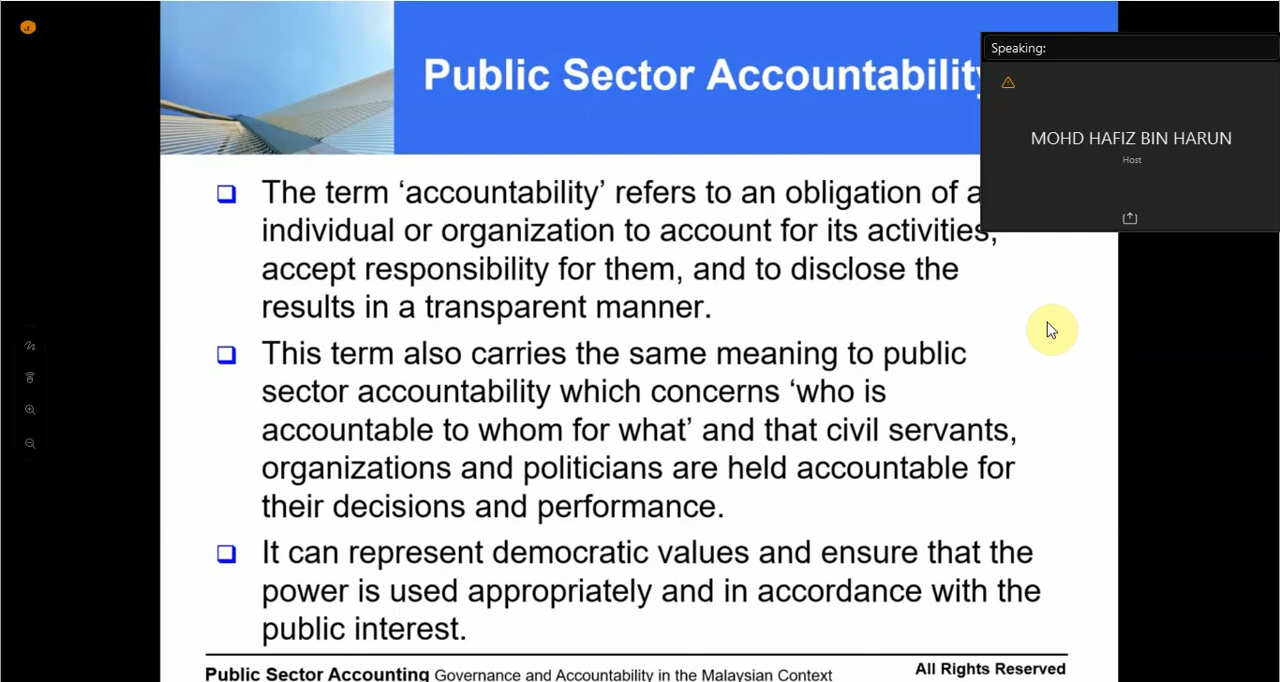 Public Sector Accountability
Speaking:
MOHD HAFIZ BIN HARUN
Host
The term ‘accountability’ refers to an obligation of
individual or organization to account for its activities,
accept responsibility for them, and to disclose the
results in a transparent manner.
This term also carries the same meaning to public
sector accountability which concerns ‘who is
accountable to whom for what’ and that civil servants,
organizations and politicians are held accountable for
their decisions and performance.
It can represent democratic values and ensure that the
power is used appropriately and in accordance with the
public interest.
Public Sector Accounting Governance and Accountability in the Malaysian Context
All Rights Reserved